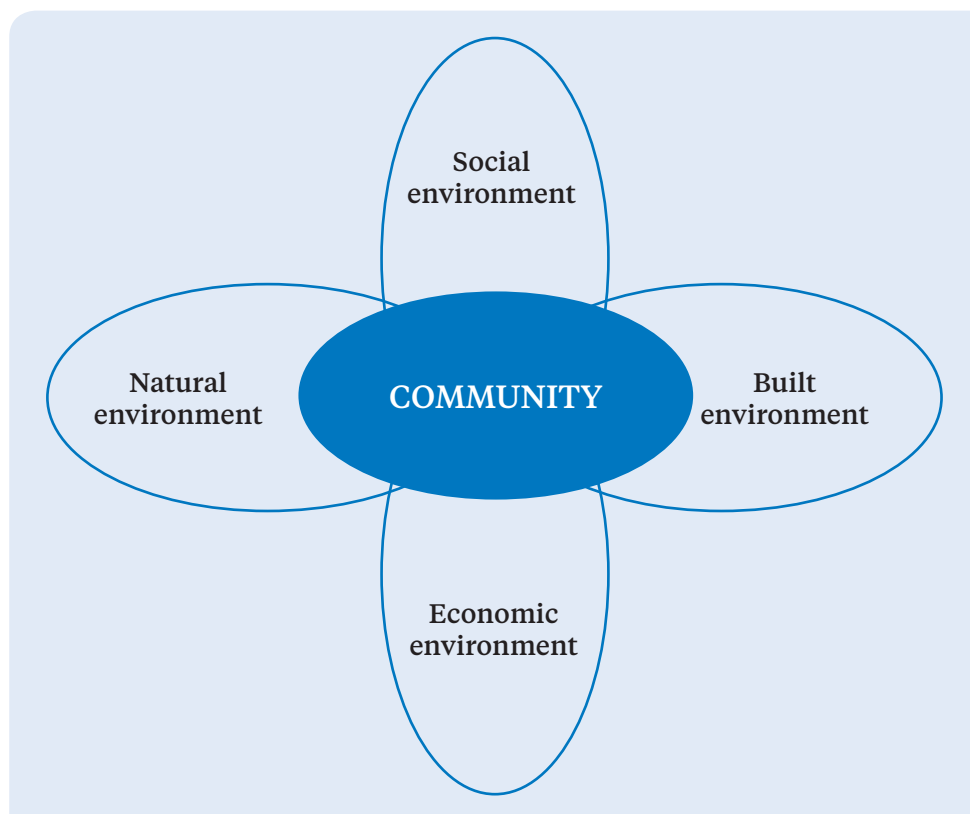 Social
environment
Natural
environment
COMMUNITY
Built
environment
Economic
environment